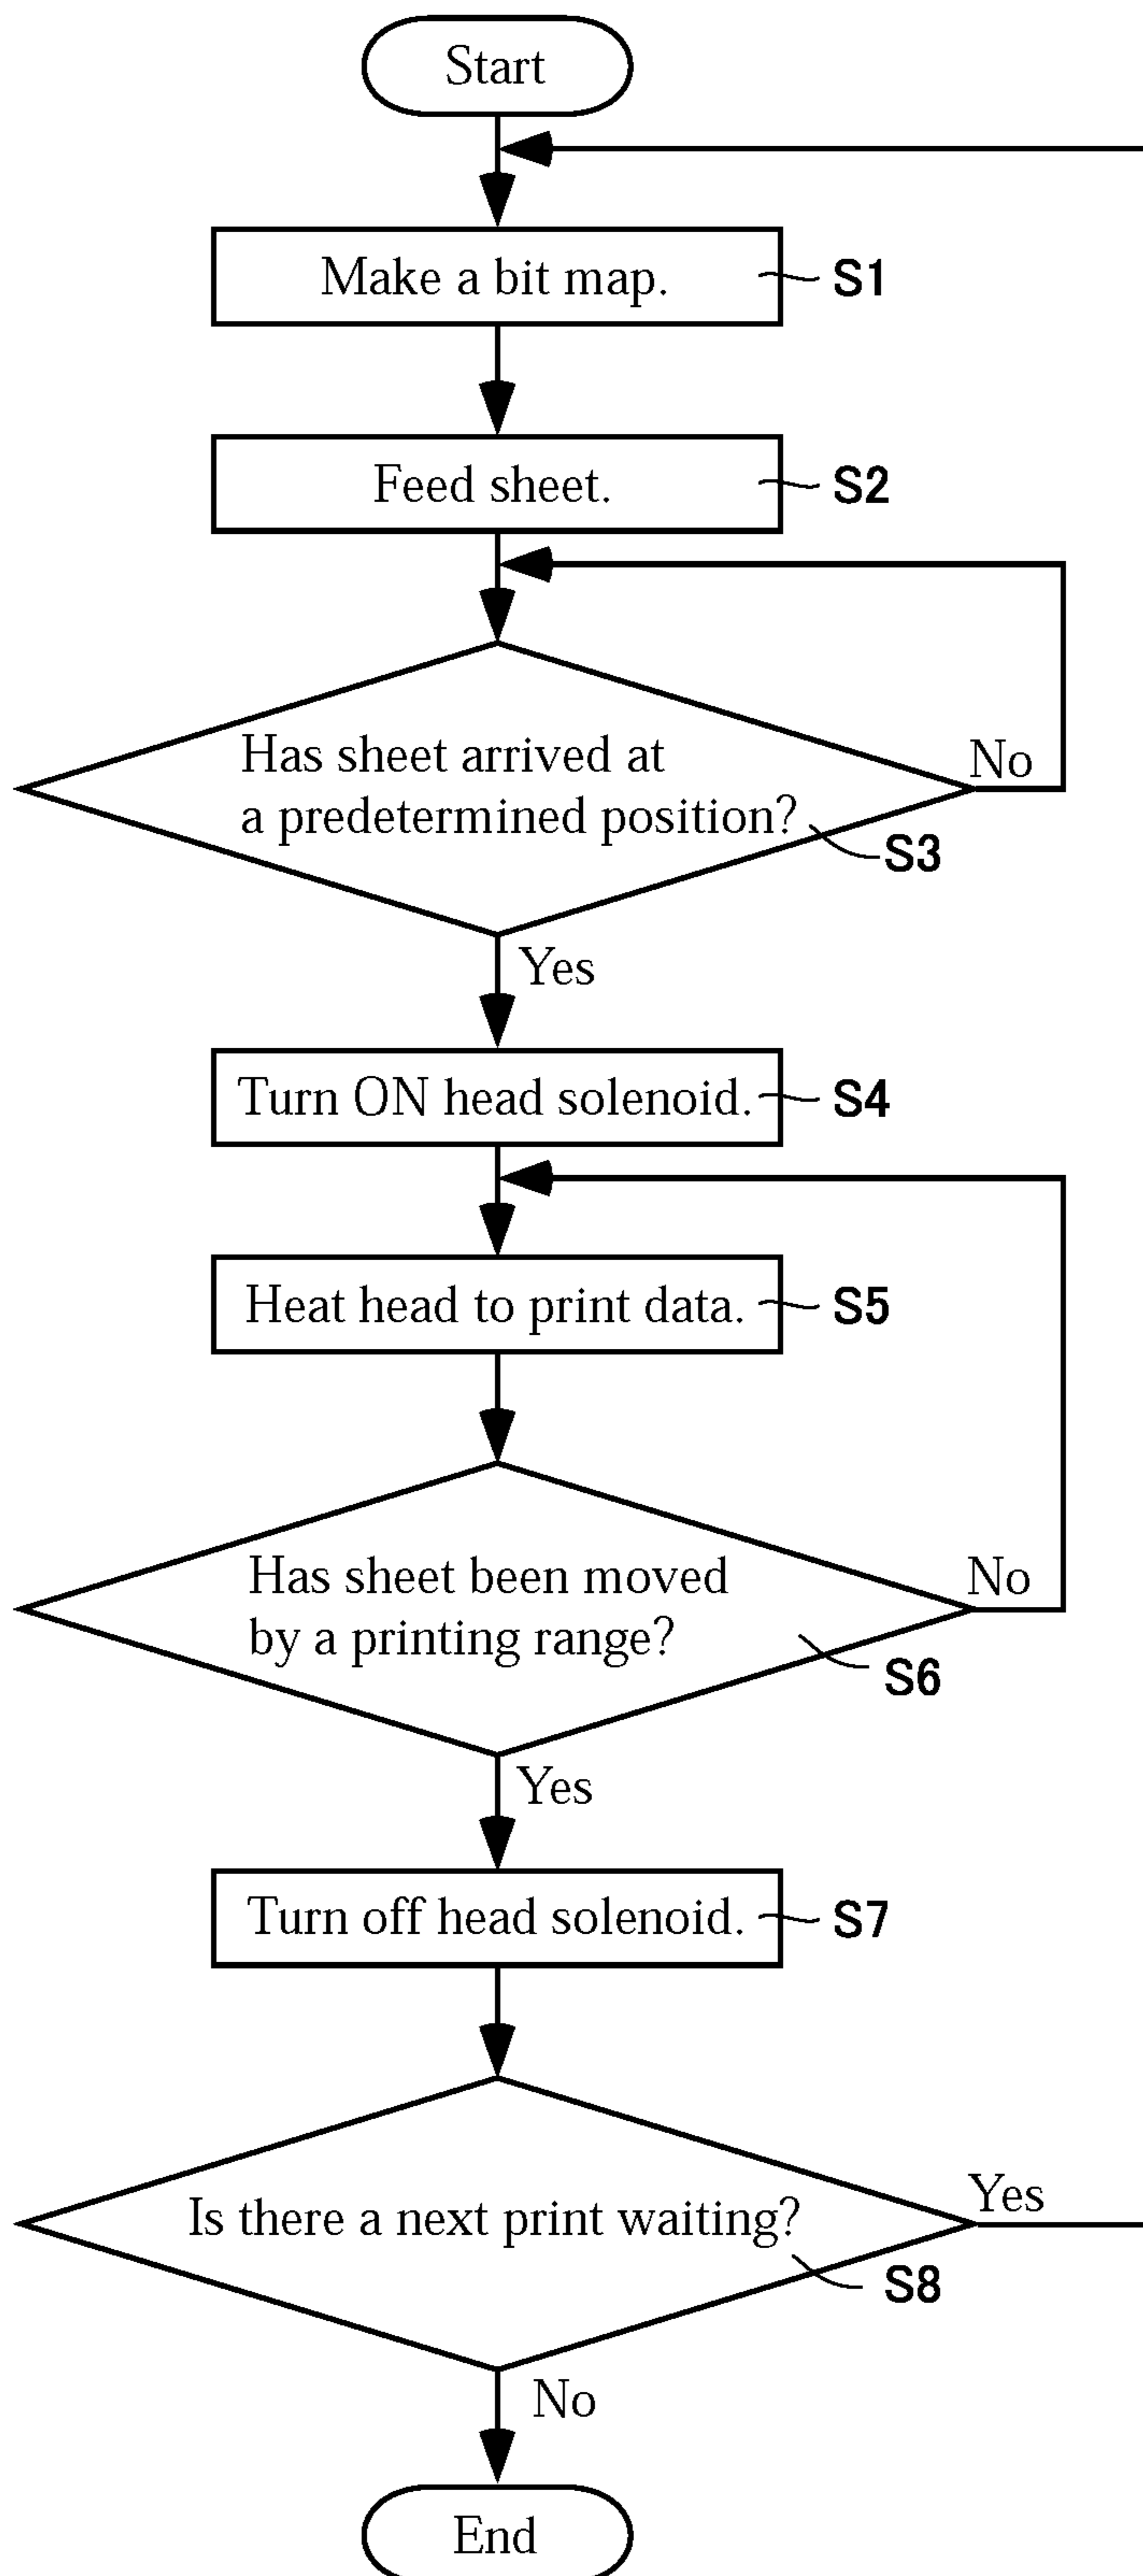 Start
Make a bit map.
S1
Feed sheet.
S2
Has sheet arrived at
a predetermined position?
No
S3
Yes
Turn ON head solenoid.
S4
Heat head to print data.
S5
Has sheet been moved
by a printing range?
No
S6
Yes
Turn off head solenoid.
S7
Is there a next print waiting?
Yes
S8
No
End